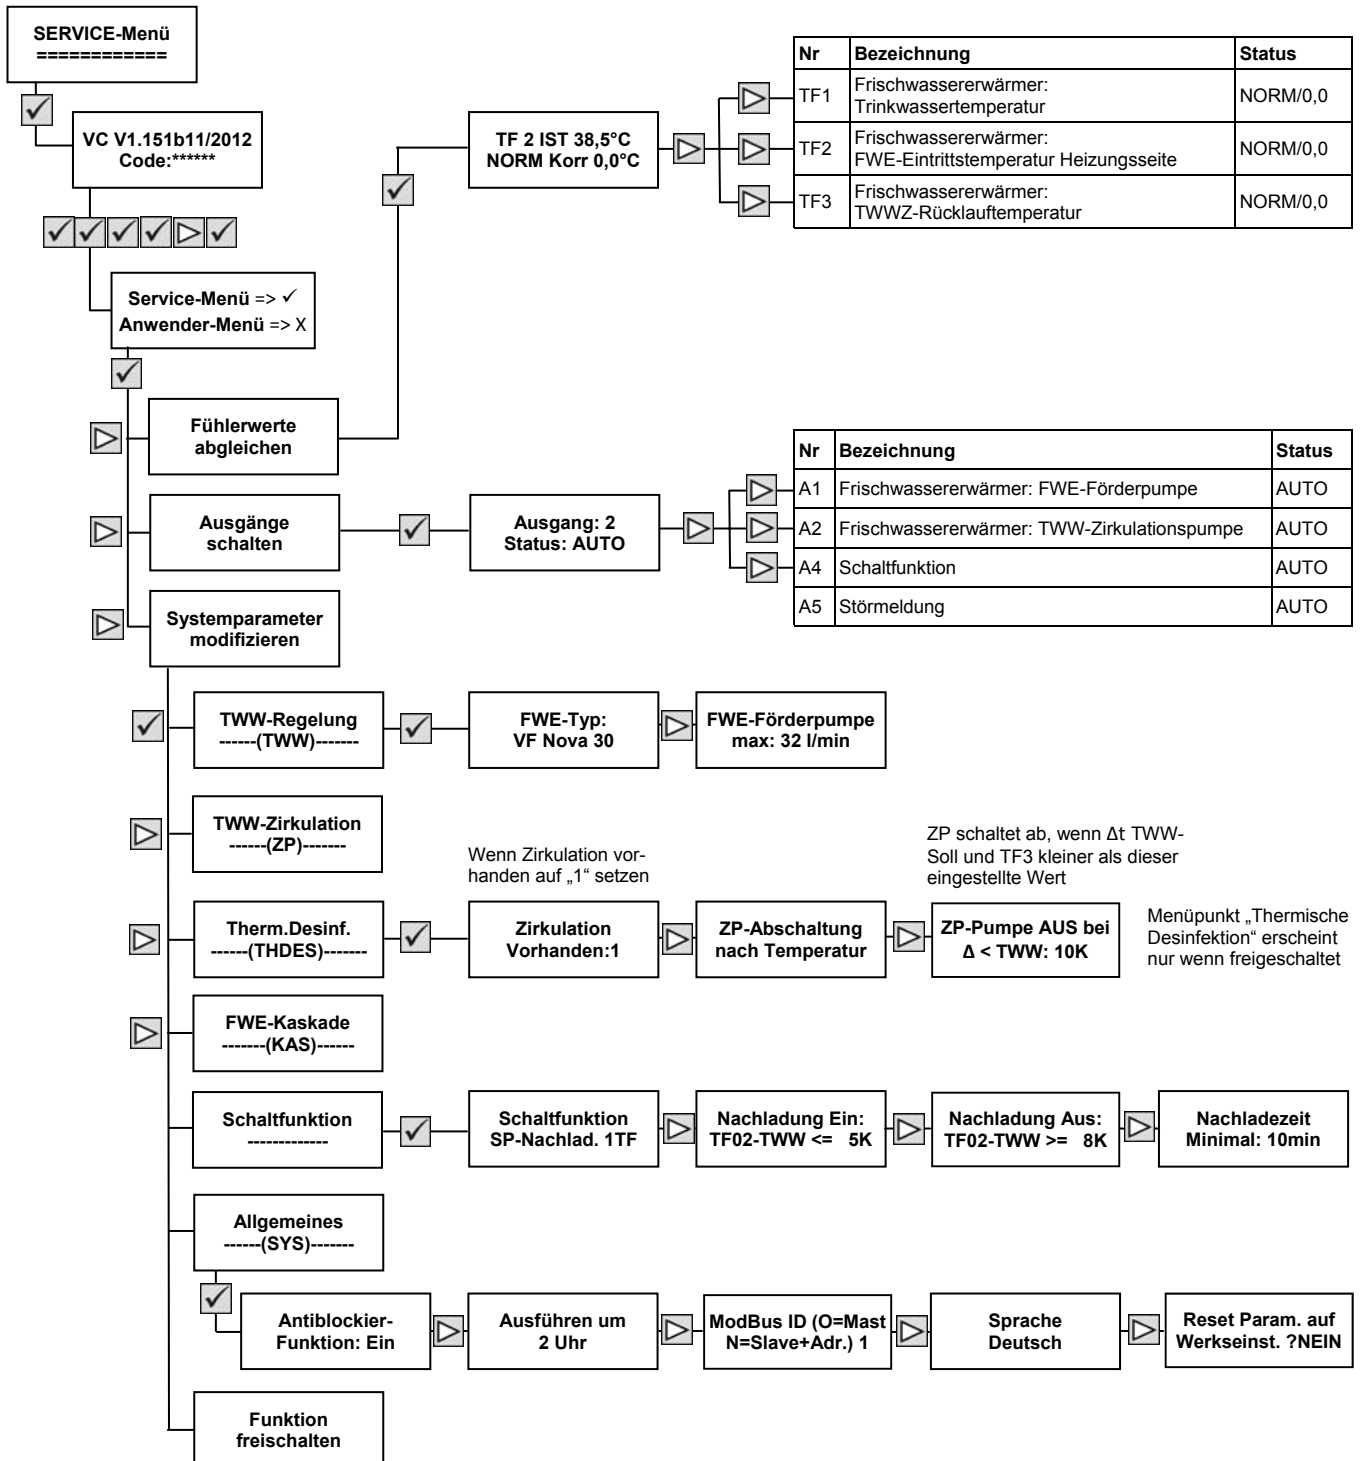 SERVICE-Menü
============
VC V1.151b11/2012
Code:******
Service-Menü => ✓
Anwender-Menü => X
Fühlerwerte
abgleichen
TF 2 IST 38,5°C
NORM Korr 0,0°C
Nr Bezeichnung Status
TF1 Frischwassererwärmer:
Trinkwassertemperatur NORM/0,0
TF2 Frischwassererwärmer:
FWE-Eintrittstemperatur Heizungsseite NORM/0,0
TF3 Frischwassererwärmer:
TWWZ-Rücklauftemperatur NORM/0,0
Ausgänge
schalten
Ausgang: 2
Status: AUTO
Nr Bezeichnung Status
A1 Frischwassererwärmer: FWE-Förderpumpe AUTO
A2 Frischwassererwärmer: TWW-Zirkulationspumpe AUTO
A4 Schaltfunktion AUTO
A5 Störmeldung AUTO
Systemparameter
modifizieren
TWW-Regelung
------(TWW)-------
FWE-Typ:
VF Nova 30
FWE-Förderpumpe
max: 32 l/min
TWW-Zirkulation
------(ZP)-------
Wenn Zirkulation vor-
handen auf „1“ setzen
ZP schaltet ab, wenn Δt TWW-
Soll und TF3 kleiner als dieser
eingestellte Wert
Therm.Desinf.
------(THDES)-------
Zirkulation
Vorhanden:1
ZP-Abschaltung
nach Temperatur
ZP-Pumpe AUS bei
Δ < TWW: 10K
Menüpunkt „Thermische
Desinfektion“ erscheint
nur wenn freigeschaltet
FWE-Kaskade
-------(KAS)------
Schaltfunktion
-------------
Schaltfunktion
SP-Nachlad. 1TF
Nachladung Ein:
TF02-TWW <= 5K
Nachladung Aus:
TF02-TWW >= 8K
Nachladezeit
Minimal: 10min
Allgemeines
------(SYS)-------
Antiblockier-
Funktion: Ein
Ausführen um
2 Uhr
ModBus ID (O=Mast
N=Slave+Adr.) 1
Sprache
Deutsch
Reset Param. auf
Werkseinst. ?NEIN
Funktion
freischalten